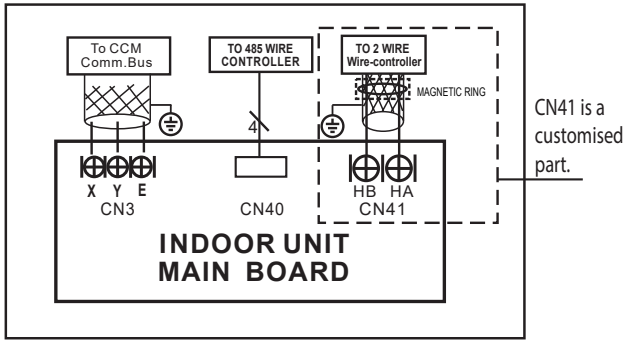 To CCM
Comm.Bus
TO 485 WIRE
CONTROLLER
TO 2 WIRE
Wire-controller
MAGNETIC RING
4
X Y E
CN3
CN40
HB HA
CN41
INDOOR UNIT
MAIN BOARD
CN41 is a
customised
part.